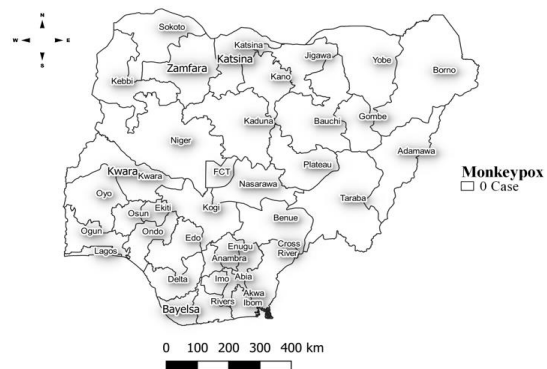 N
W E
S
Sokoto
Katsina
Jigawa
Yobe
Borno
Zamfara
Katsina
Kebbi
Kano
Kaduna
Bauchi
Gombe
Niger
Adamawa
Plateau
Kwara
Kwara
FCT
Nasarawa
Taraba
Oyo
Ekiti
Kogi
Osun
Benue
Ogun
Ondo
Edo
Enugu
Cross
River
Lagos
Anambra
Delta
Imo
Abia
Bayelsa
Rivers
Akwa
Ibom
Monkeypox
0 Case
0 100 200 300 400 km